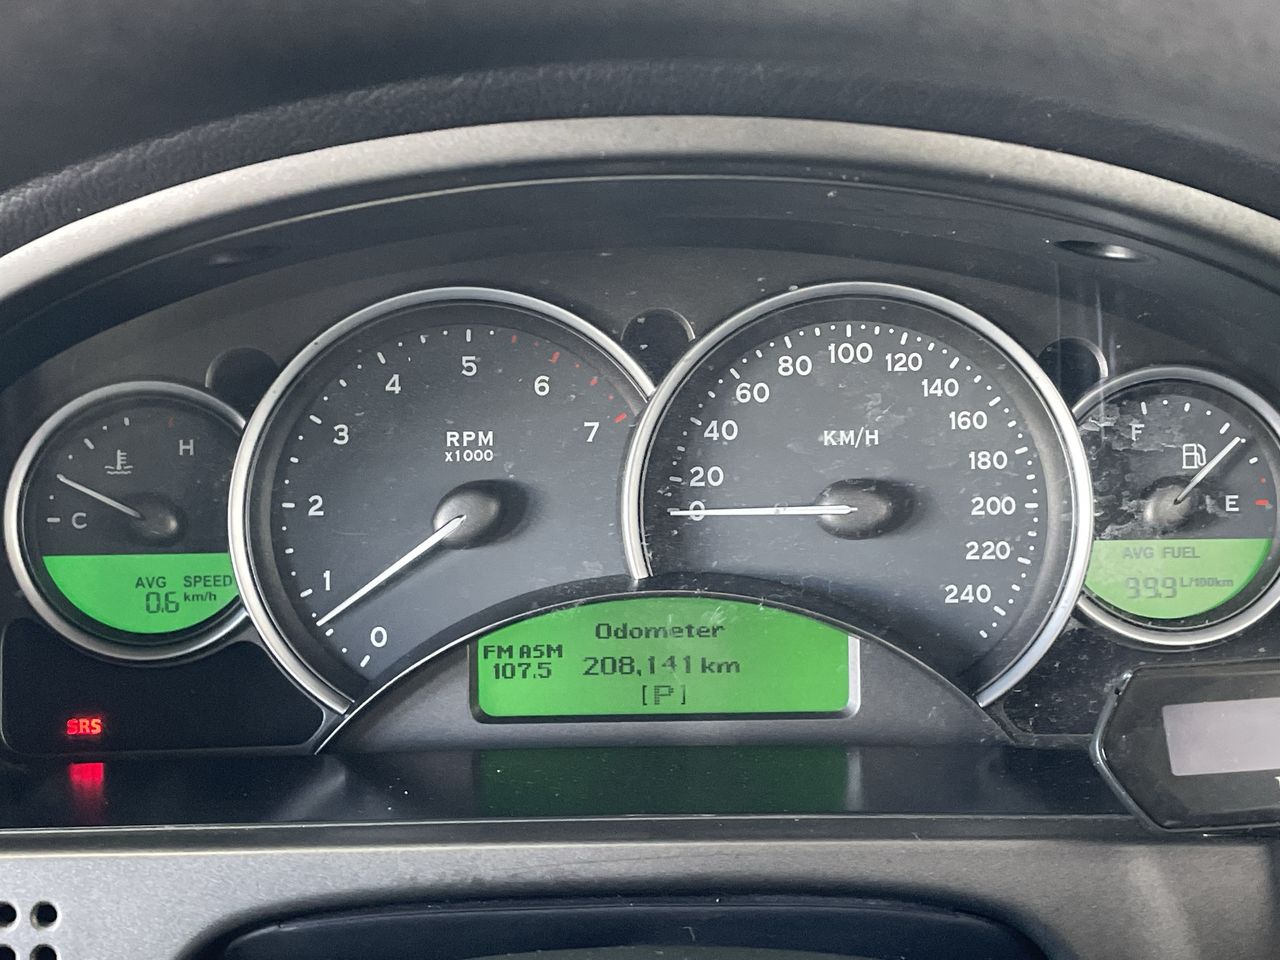 H
C
AVG SPEED
0.6 km/h
SRS
0
1
2
3
4
5
6
7
RPM
x1000
0
20
40
60
80
100
120
140
160
180
200
220
240
KM/H
Odometer
FM ASM
107.5
208,141 km
[P]
F
E
AVG FUEL
99.9 L/100km